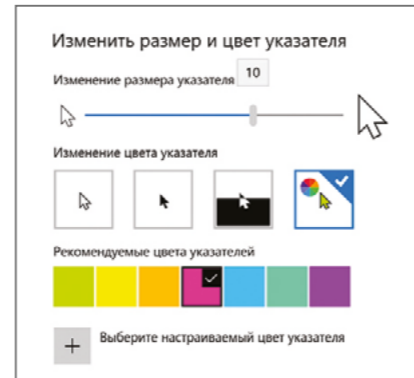 Изменить размер и цвет указателя
Изменение размера указателя 10
Изменение цвета указателя
Рекомендуемые цвета указателей
Выберите настраиваемый цвет указателя